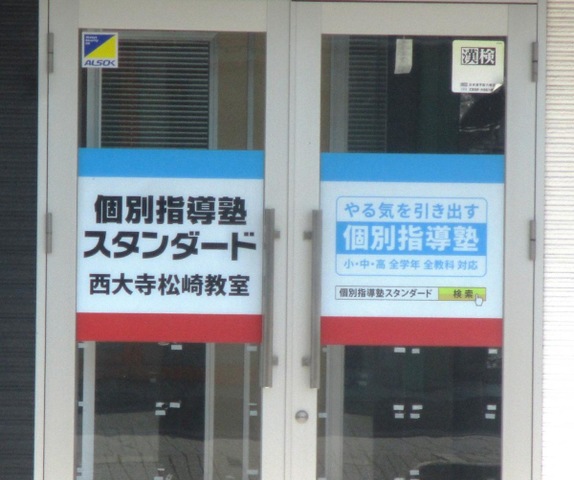 ALSOK
漢検
個別指導塾
スタンダード
西大寺松崎教室
やる気を引き出す
個別指導塾
小・中・高 全学年 全教科 対応
個別指導塾スタンダード 検索